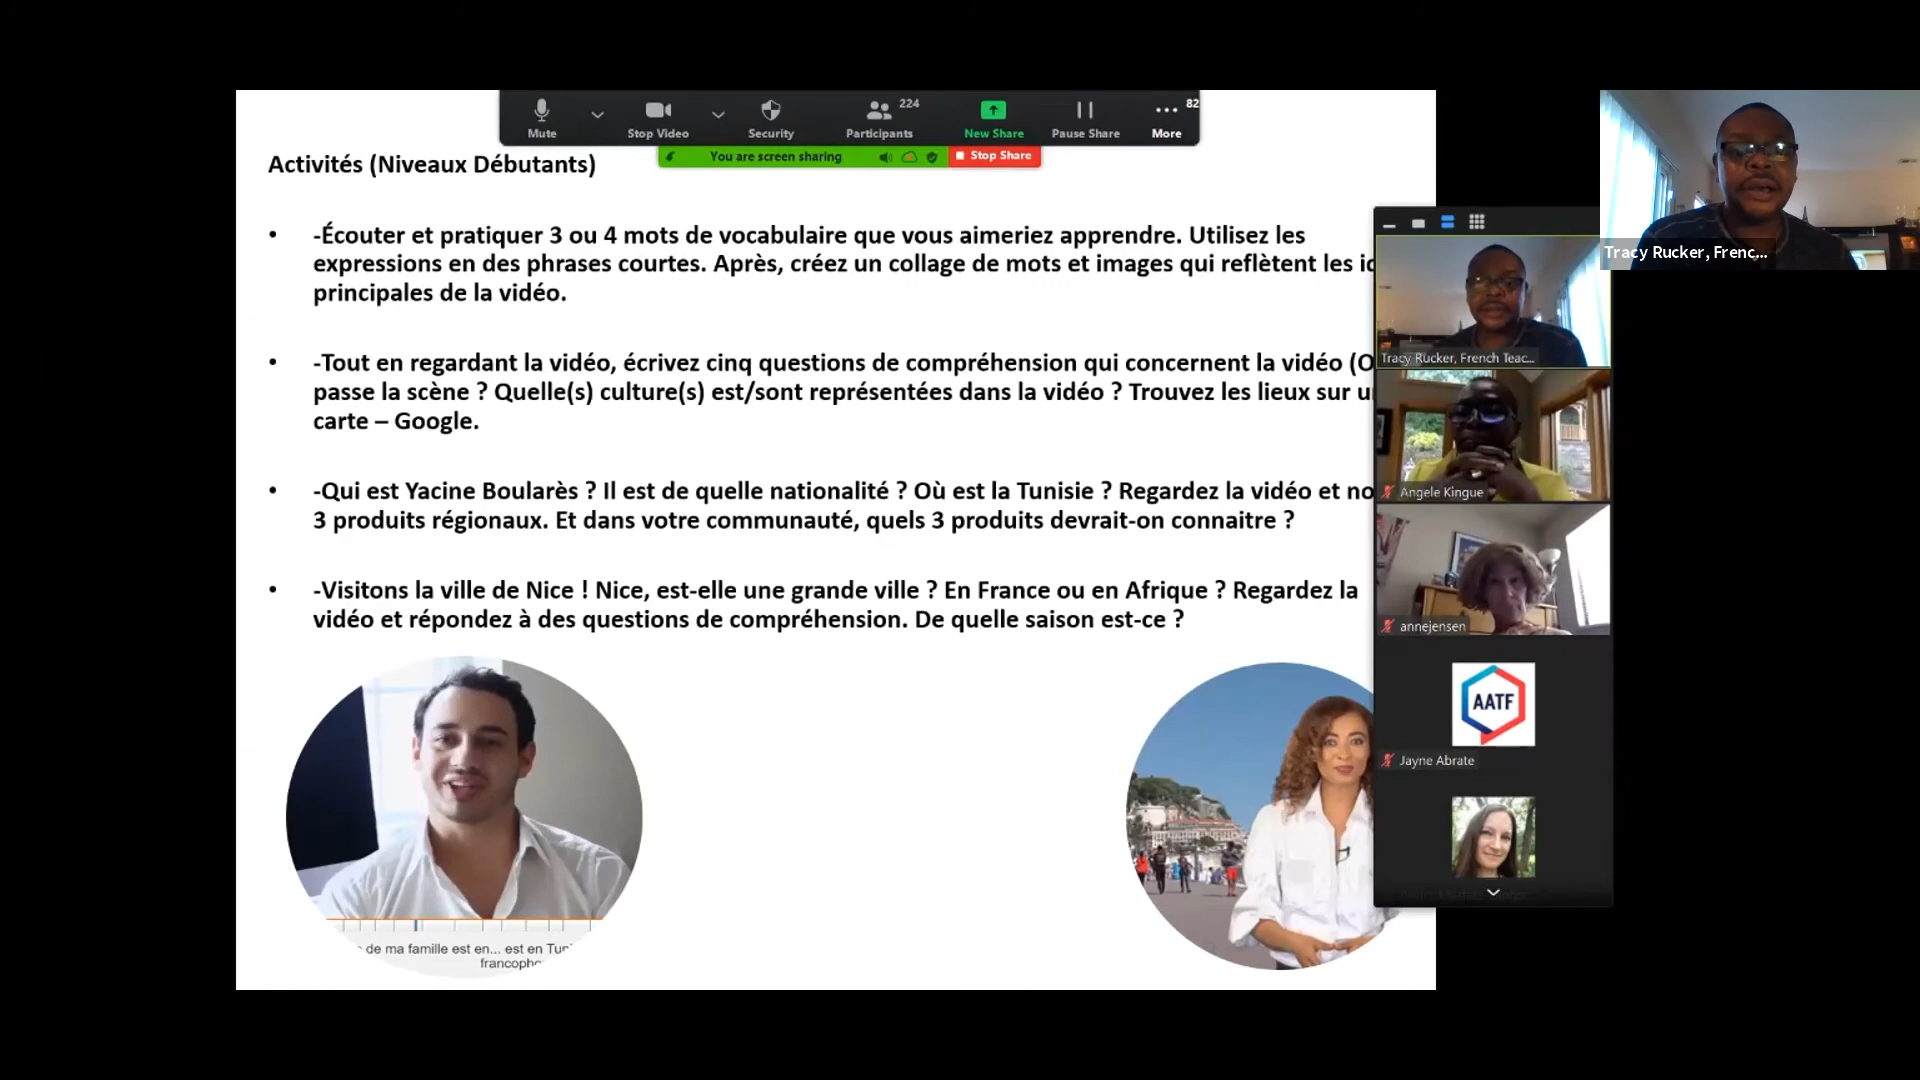 224
82
Mute
Stop Video
Security
Participants
New Share
Pause Share
More
You are screen sharing
Stop Share
Activités (Niveaux Débutants)
• -Écouter et pratiquer 3 ou 4 mots de vocabulaire que vous aimeriez apprendre. Utilisez les
expressions en des phrases courtes. Après, créez un collage de mots et images qui reflètent les
principales de la vidéo.
• -Tout en regardant la vidéo, écrivez cinq questions de compréhension qui concernent la vidéo (O
passe la scène ? Quelle(s) culture(s) est/sont représentées dans la vidéo ? Trouvez les lieux sur
carte – Google.
• -Qui est Yacine Boularès ? Il est de quelle nationalité ? Où est la Tunisie ? Regardez la vidéo et no
3 produits régionaux. Et dans votre communauté, quels 3 produits devrait-on connaitre ?
• -Visitons la ville de Nice ! Nice, est-elle une grande ville ? En France ou en Afrique ? Regardez la
vidéo et répondez à des questions de compréhension. De quelle saison est-ce ?
de ma famille est en... est en Tun
francopho
Tracy Rucker, French Teac...
Angele Kingue
annejensen
AATF
Jayne Abrate
Tracy Rucker, Frenc...